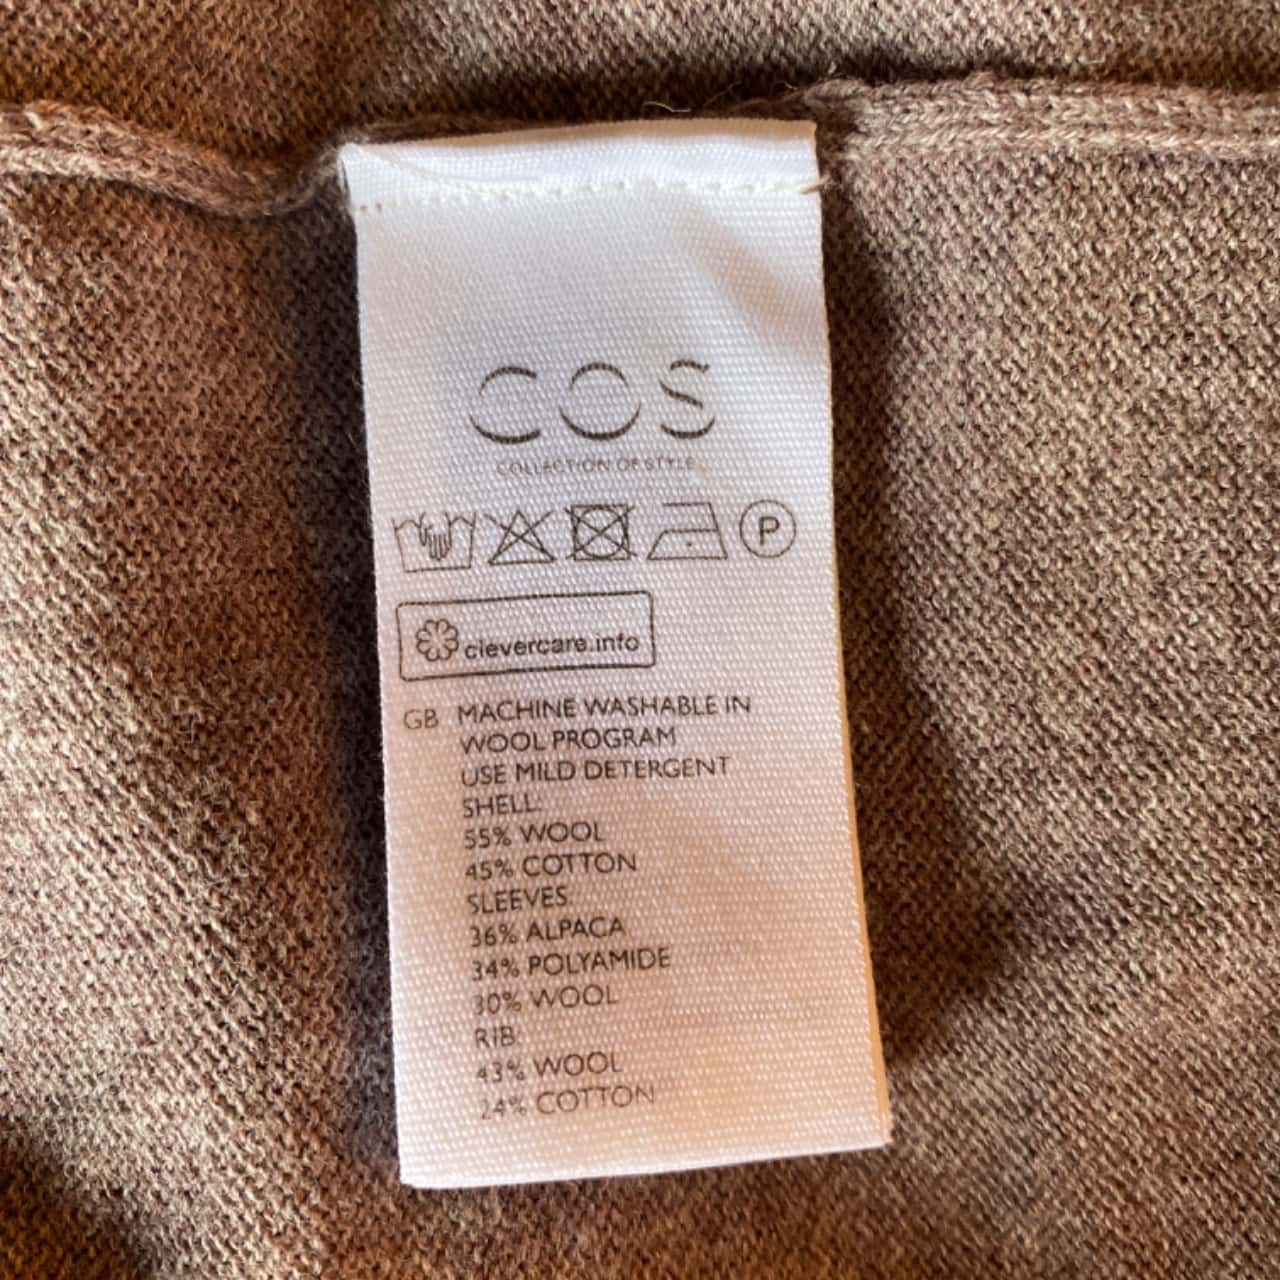 COS
COLLECTION OF STYLE
P
clevercare.info
GB MACHINE WASHABLE IN
WOOL PROGRAM
USE MILD DETERGENT
SHELL:
55% WOOL
45% COTTON
SLEEVES:
36% ALPACA
34% POLYAMIDE
30% WOOL
RIB:
43% WOOL
24% COTTON